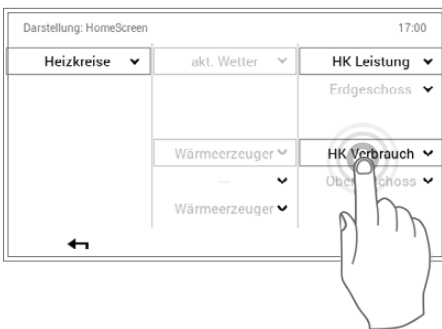 Darstellung: HomeScreen 17:00
Heizkreise akt. Wetter HK Leistung
Erdgeschoss
Wärmeerzeuger HK Verbrauch
—
Wärmeerzeuger